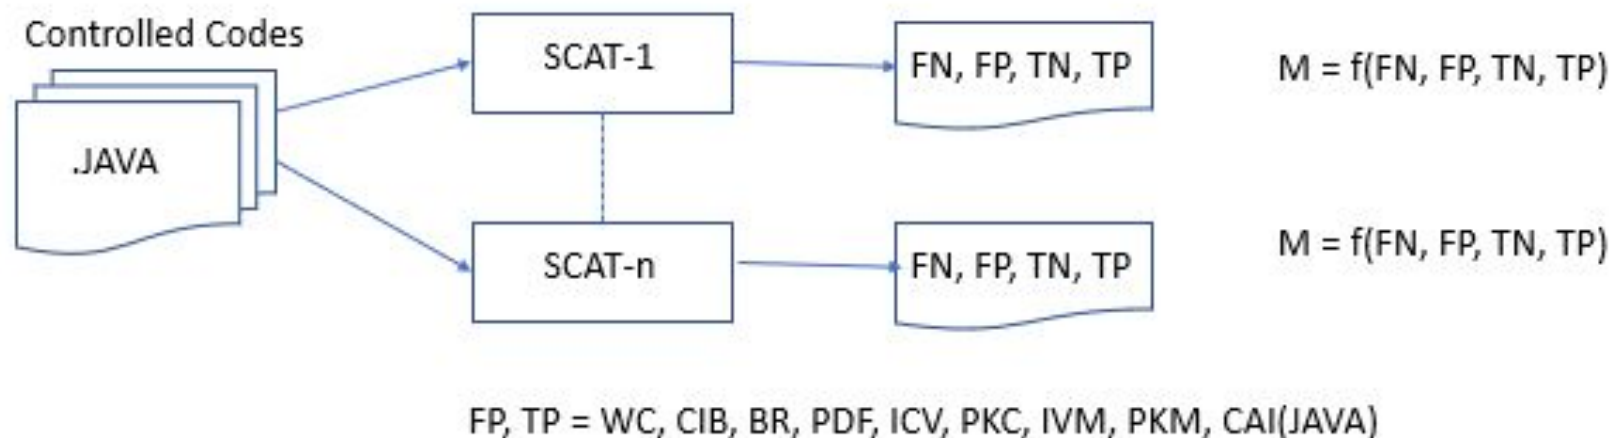 Controlled Codes
.JAVA
SCAT-1
FN, FP, TN, TP
M = f(FN, FP, TN, TP)
SCAT-n
FN, FP, TN, TP
M = f(FN, FP, TN, TP)
FP, TP = WC, CIB, BR, PDF, ICV, PKC, IVM, PKM, CAI(JAVA)